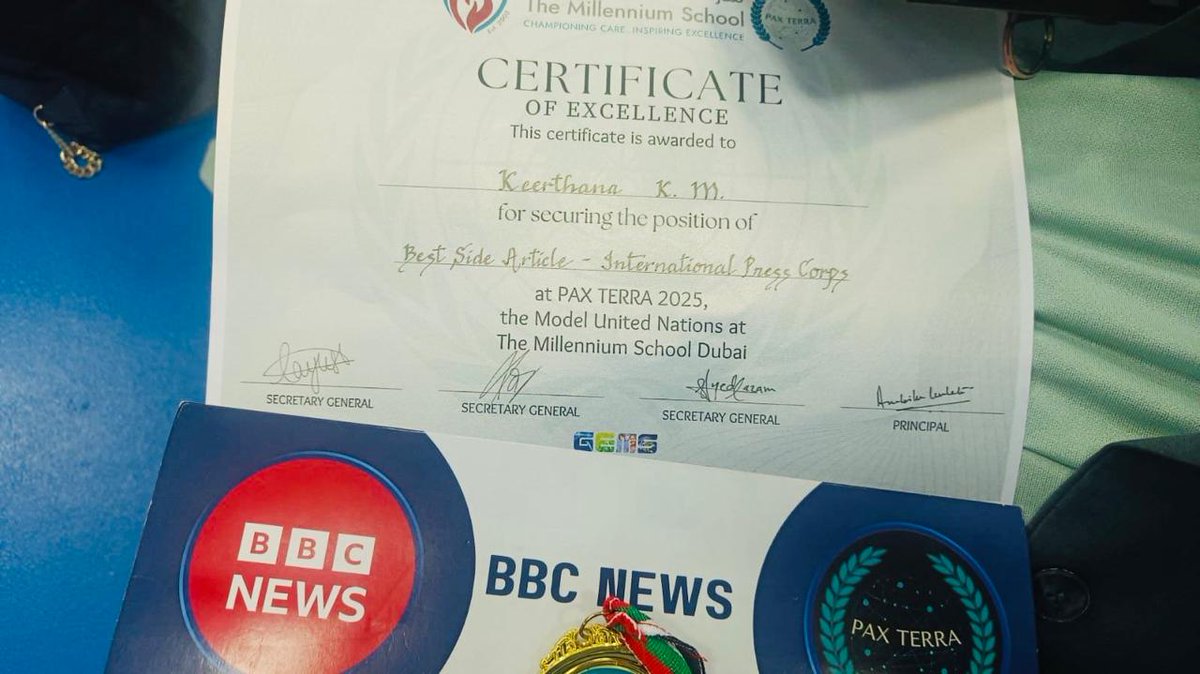 The Millennium School
CHAMPIONING CARE. INSPIRING EXCELLENCE
PAX TERRA
CERTIFICATE
OF EXCELLENCE
This certificate is awarded to
Keerthana K. M.
for securing the position of
Best Side Article - International Press Corps
at PAX TERRA 2025,
the Model United Nations at
The Millennium School Dubai
SECRETARY GENERAL
SECRETARY GENERAL
SECRETARY GENERAL
PRINCIPAL
GEMS
BBC
NEWS
BBC NEWS
PAX TERRA